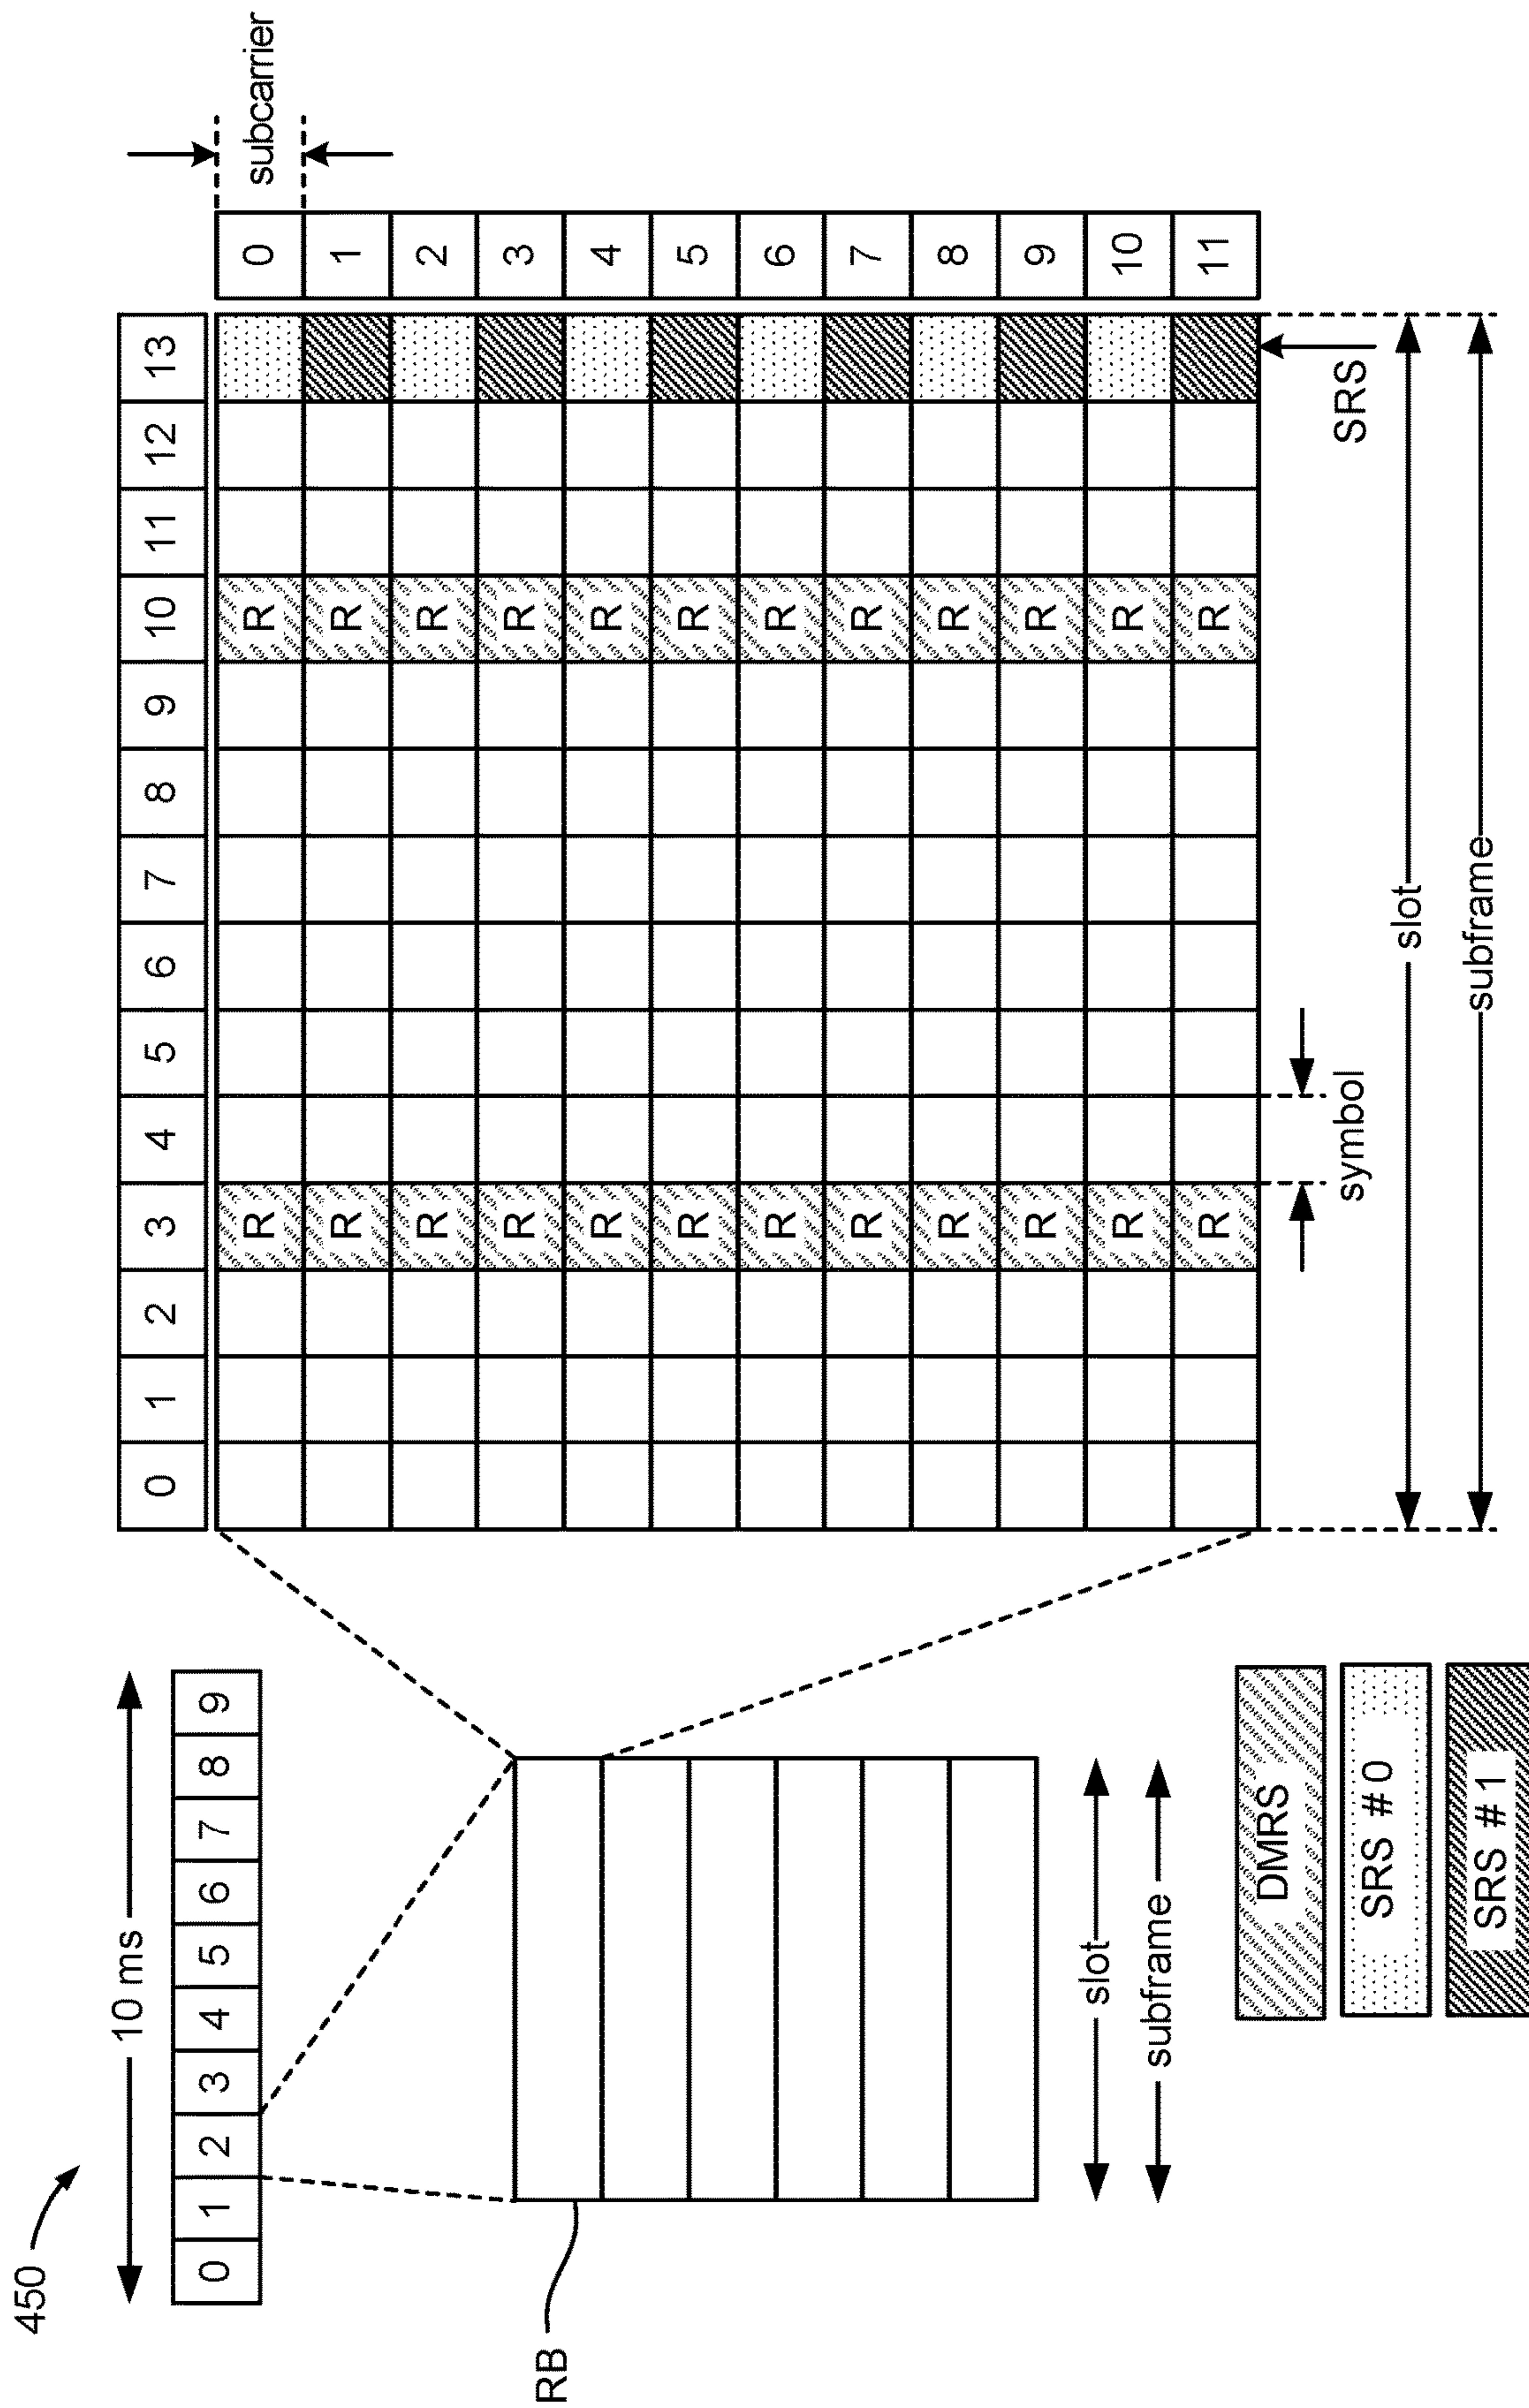 450
10 ms
0 1 2 3 4 5 6 7 8 9
RB
slot
subframe
DMRS
SRS #0
SRS #1
0 1 2 3 4 5 6 7 8 9 10 11 12 13
subcarrier
R R 0
R R 1
R R 2
R R 3
R R 4
R R 5
R R 6
R R 7
R R 8
R R 9
R R 10
R R 11
symbol
SRS
slot
subframe